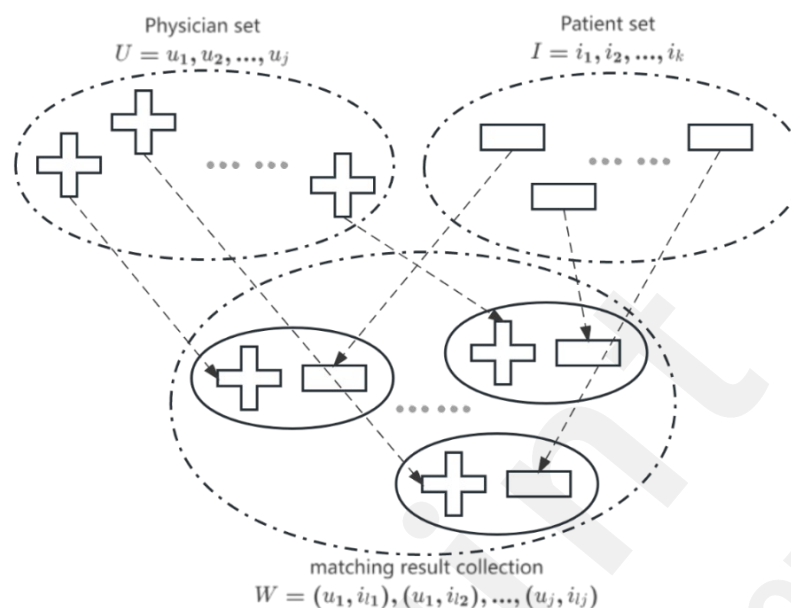 Physician set
U = u₁, u₂, ..., uⱼ
Patient set
I = i₁, i₂, ..., iₖ
matching result collection
W = (u₁, iₗ₁), (u₁, iₗ₂), ..., (uⱼ, iₗⱼ)